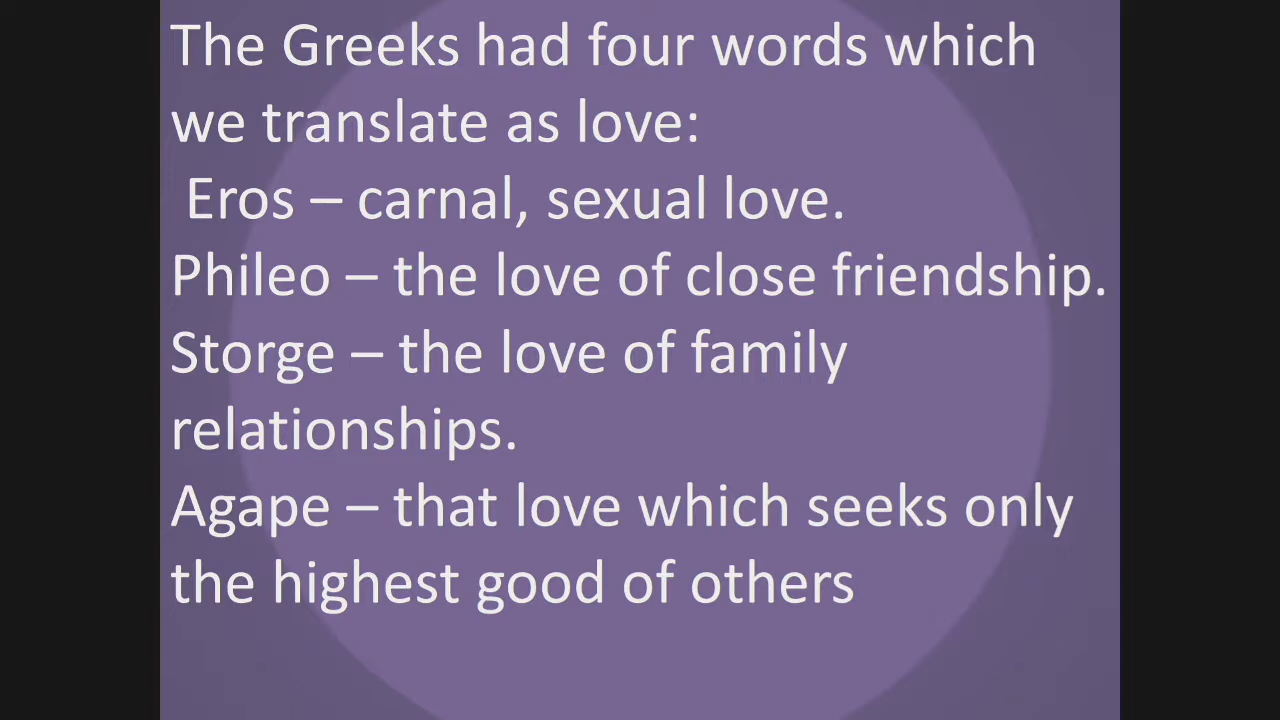 The Greeks had four words which
we translate as love:
Eros – carnal, sexual love.
Phileo – the love of close friendship.
Storge – the love of family
relationships.
Agape – that love which seeks only
the highest good of others